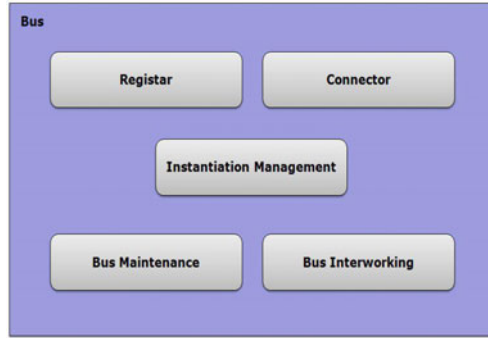 Bus
Registar
Connector
Instantiation Management
Bus Maintenance
Bus Interworking